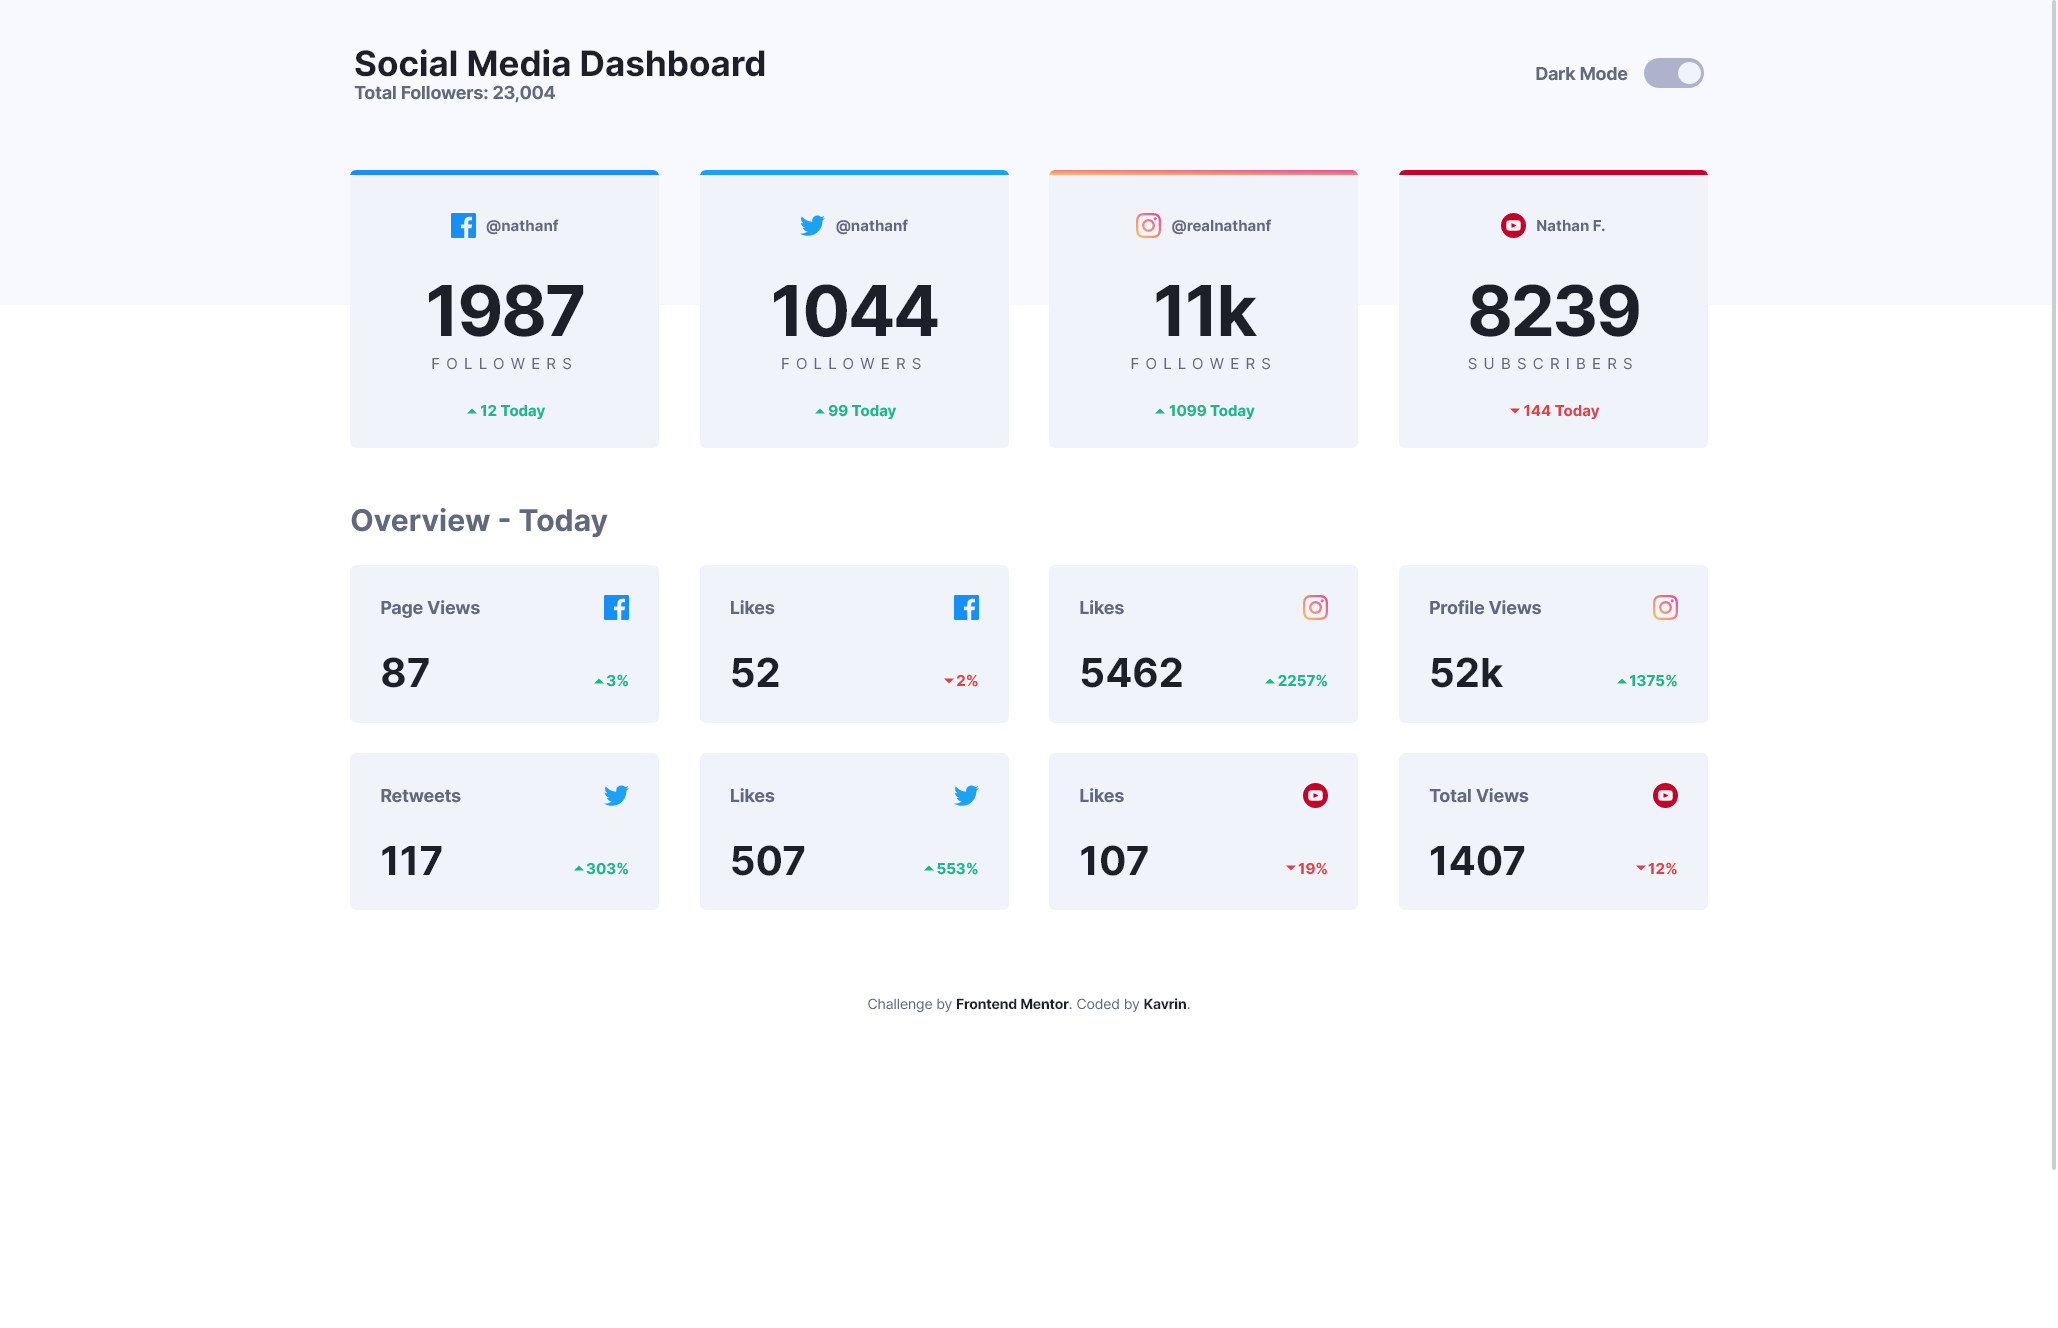 Social Media Dashboard
Total Followers: 23,004
Dark Mode
@nathanf
1987
FOLLOWERS
12 Today
@nathanf
1044
FOLLOWERS
99 Today
@realnathanf
11k
FOLLOWERS
1099 Today
Nathan F.
8239
SUBSCRIBERS
144 Today
Overview - Today
Page Views
87
3%
Likes
52
2%
Likes
5462
2257%
Profile Views
52k
1375%
Retweets
117
303%
Likes
507
553%
Likes
107
19%
Total Views
1407
12%
Challenge by Frontend Mentor. Coded by Kavrin.